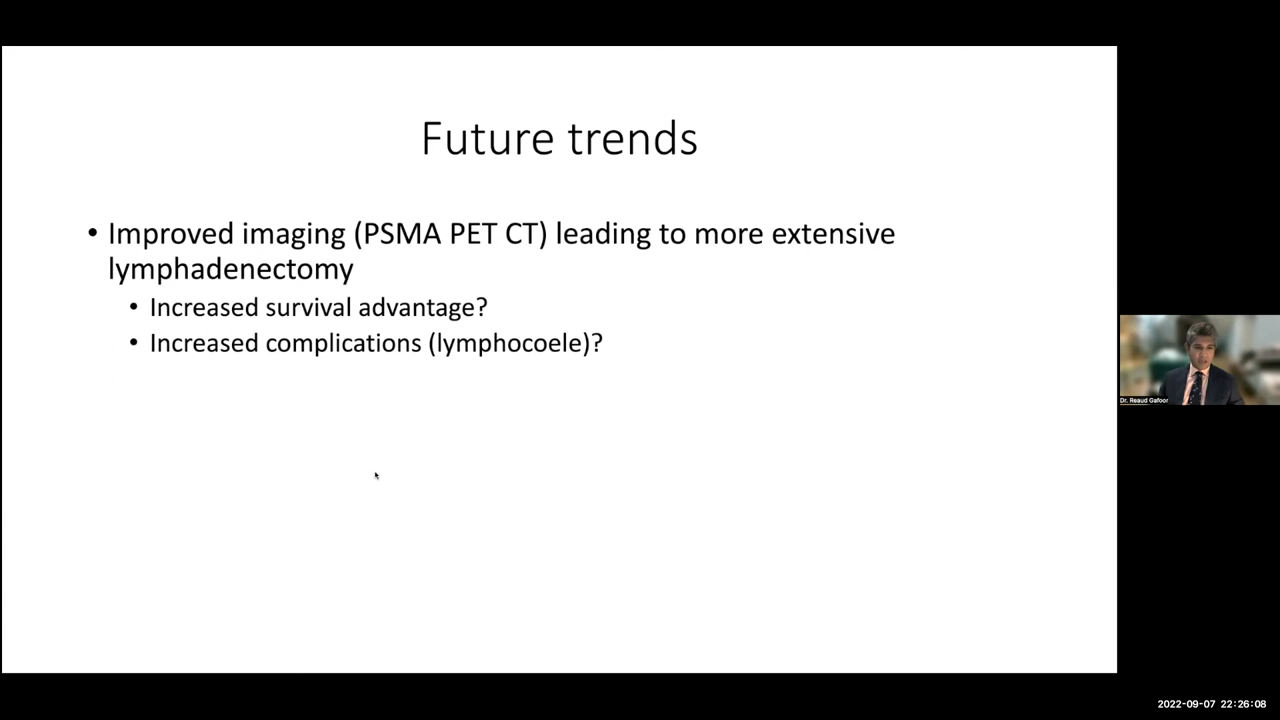 Future trends
• Improved imaging (PSMA PET CT) leading to more extensive
lymphadenectomy
• Increased survival advantage?
• Increased complications (lymphocoele)?
Dr. Reaud Gafoor
2022-09-07 22:26:08